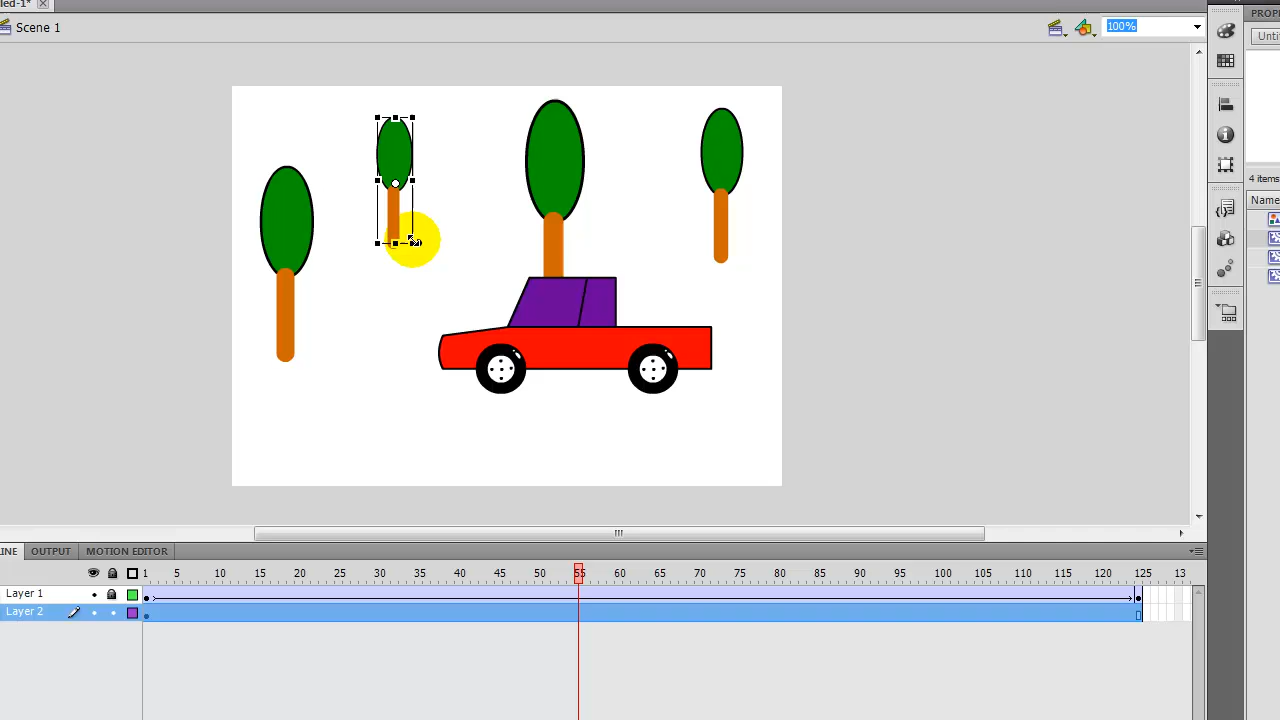 led-1*
Scene 1
100%
PROP
Unti
4 items
Name
INE OUTPUT MOTION EDITOR
1 5 10 15 20 25 30 35 40 45 50 55 60 65 70 75 80 85 90 95 100 105 110 115 120 125 13
Layer 1
Layer 2